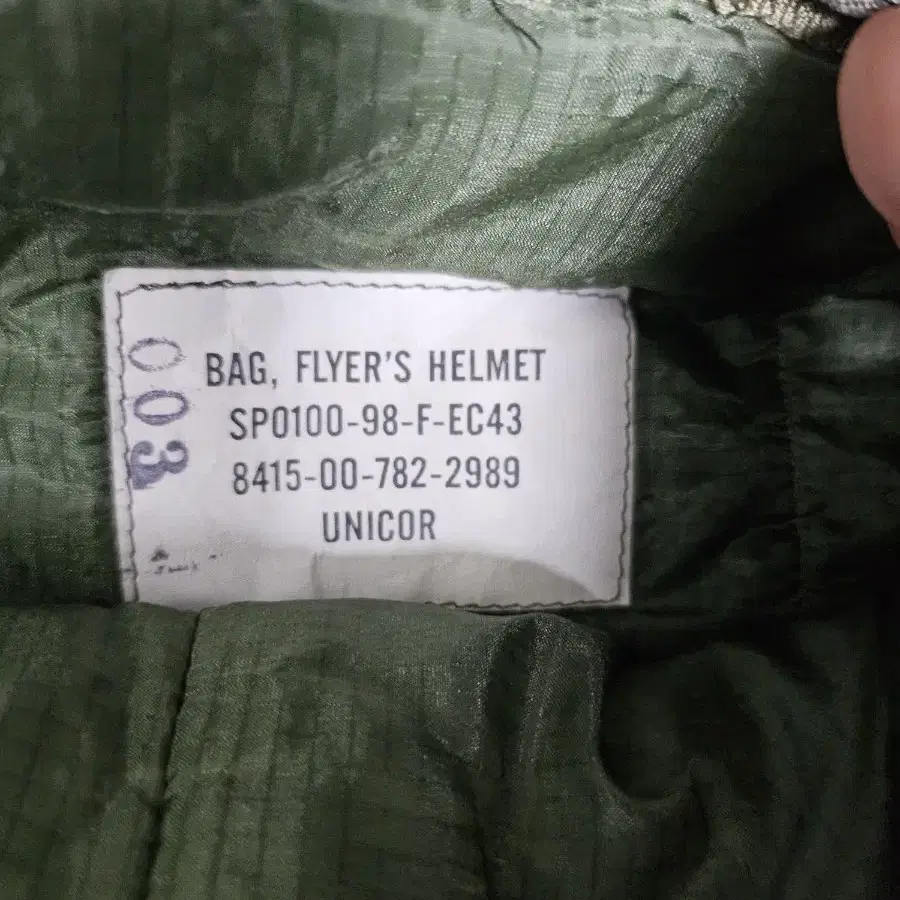 BAG, FLYER'S HELMET
SP0100-98-F-EC43
8415-00-782-2989
UNICOR
003